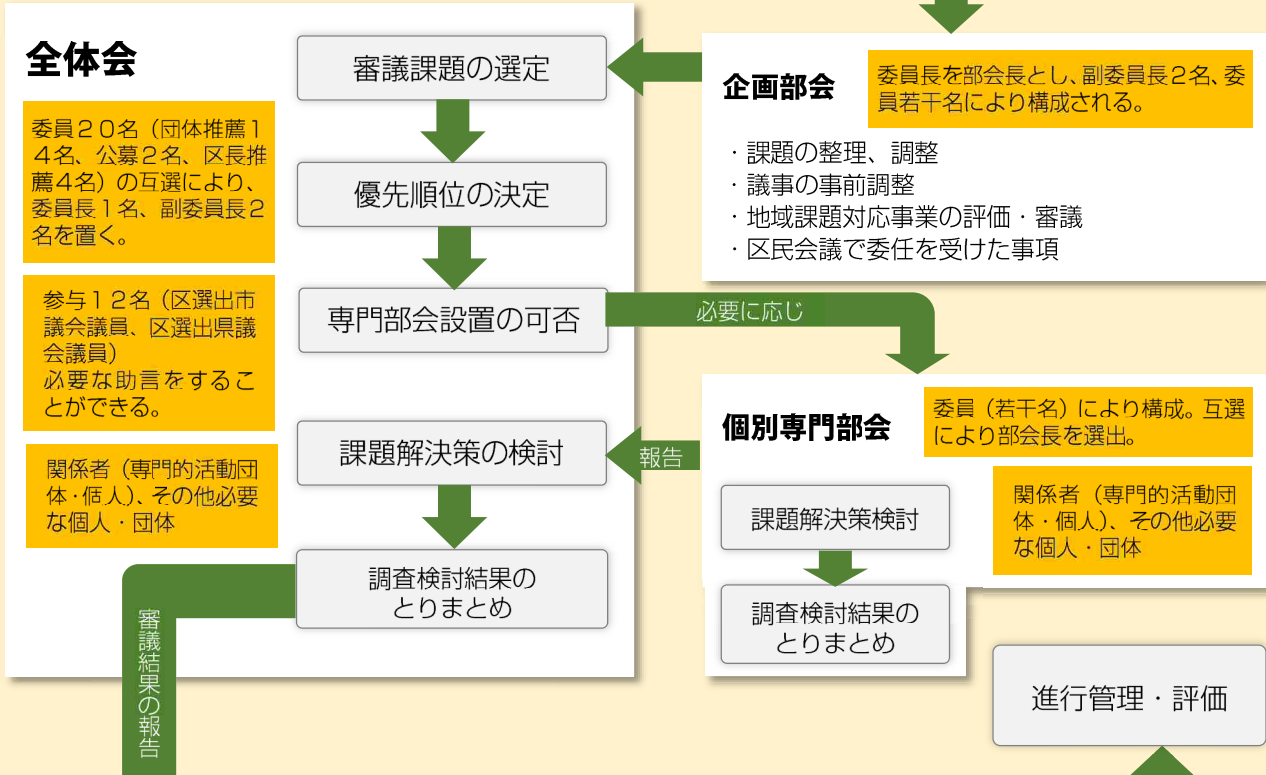 全体会
委員２０名（団体推薦１
４名、公募２名、区長推
薦４名）の互選により、
委員長１名、副委員長２
名を置く。
参与１２名（区選出市
議会議員、区選出県議
会議員）
必要な助言をするこ
とができる。
関係者（専門的活動団
体・個人）、その他必要
な個人・団体
審議課題の選定
優先順位の決定
専門部会設置の可否
課題解決策の検討
調査検討結果の
とりまとめ
審議結果の報告
企画部会
委員長を部会長とし、副委員長２名、委
員若干名により構成される。
・課題の整理、調整
・議事の事前調整
・地域課題対応事業の評価・審議
・区民会議で委任を受けた事項
必要に応じ
個別専門部会
委員（若干名）により構成。互選
により部会長を選出。
報告
関係者（専門的活動団
体・個人）、その他必要
な個人・団体
課題解決策検討
調査検討結果の
とりまとめ
進行管理・評価